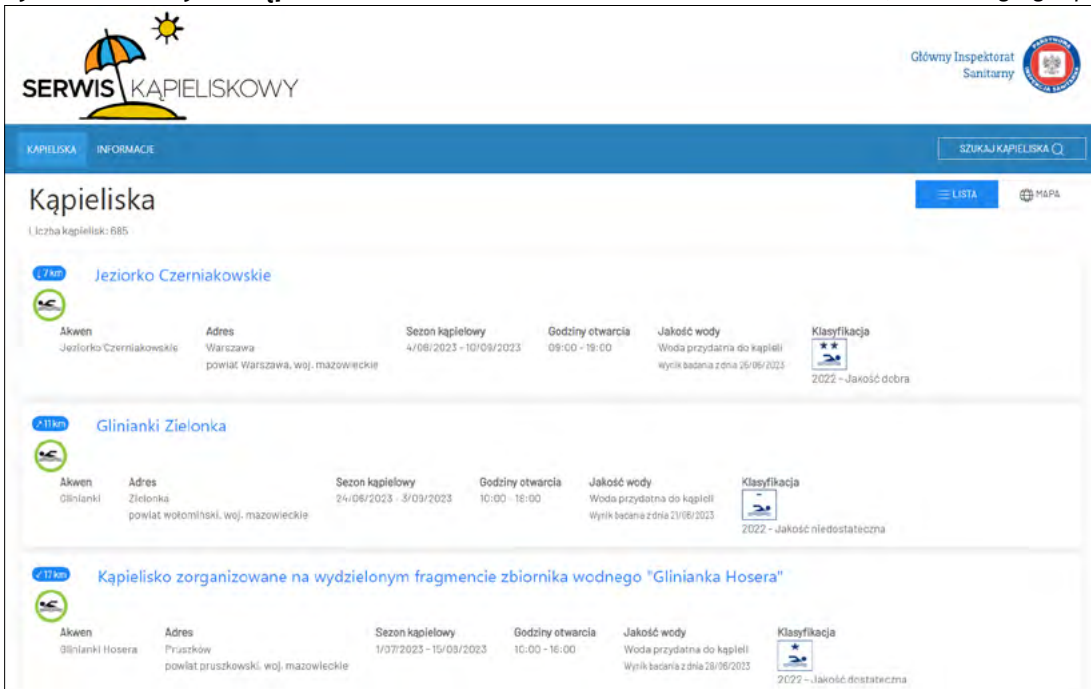 Główny Inspektorat
Sanitarny
SERWIS KĄPIELISKOWY
KĄPIELISKA INFORMACJE SZUKAJ KĄPIELISKA
Kąpieliska LISTA MAPA
Liczba kąpielisk: 685
7 km Jeziorko Czerniakowskie
Akwen Adres Sezon kąpielowy Godziny otwarcia Jakość wody Klasyfikacja
Jeziorko Czerniakowskie Warszawa 4/08/2023 - 10/09/2023 09:00 - 19:00 Woda przydatna do kąpieli
powiat Warszawa, woj. mazowieckie Wynik badania z dnia 26/06/2023
2022 - Jakość dobra
11 km Glinianki Zielonka
Akwen Adres Sezon kąpielowy Godziny otwarcia Jakość wody Klasyfikacja
Glinianki Zielonka 24/06/2023 - 3/09/2023 10:00 - 18:00 Woda przydatna do kąpieli
powiat wołomiński, woj. mazowieckie Wynik badania z dnia 21/06/2023
2022 - Jakość niedostateczna
17 km Kąpielisko zorganizowane na wydzielonym fragmencie zbiornika wodnego "Glinianka Hosera"
Akwen Adres Sezon kąpielowy Godziny otwarcia Jakość wody Klasyfikacja
Glinianki Hosera Pruszków 1/07/2023 - 15/08/2023 10:00 - 18:00 Woda przydatna do kąpieli
powiat pruszkowski, woj. mazowieckie Wynik badania z dnia 28/06/2023
2022 - Jakość dostateczna